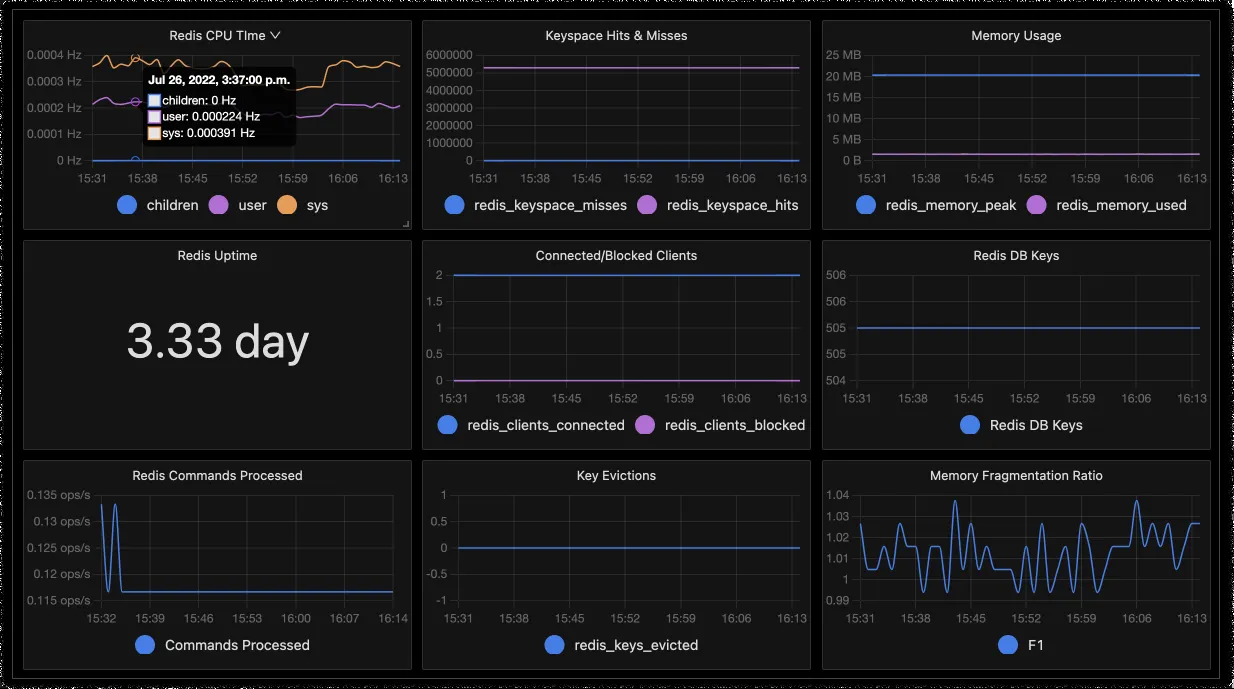 Redis CPU TIme
0.0004 Hz
0.0003 Hz
0.0002 Hz
0.0001 Hz
0 Hz
Jul 26, 2022, 3:37:00 p.m.
children: 0 Hz
user: 0.000224 Hz
sys: 0.000391 Hz
15:31 15:38 15:45 15:52 15:59 16:06 16:13
children user sys
Keyspace Hits & Misses
6000000
5000000
4000000
3000000
2000000
1000000
0
15:31 15:38 15:45 15:52 15:59 16:06 16:13
redis_keyspace_misses redis_keyspace_hits
Memory Usage
25 MB
20 MB
15 MB
10 MB
5 MB
0 B
15:31 15:38 15:45 15:52 15:59 16:06 16:13
redis_memory_peak redis_memory_used
Redis Uptime
3.33 day
Connected/Blocked Clients
2
1.5
1
0.5
0
15:31 15:38 15:45 15:52 15:59 16:06 16:13
redis_clients_connected redis_clients_blocked
Redis DB Keys
506
506
505
505
504
15:31 15:38 15:45 15:52 15:59 16:06 16:13
Redis DB Keys
Redis Commands Processed
0.135 ops/s
0.13 ops/s
0.125 ops/s
0.12 ops/s
0.115 ops/s
15:32 15:39 15:46 15:53 16:00 16:07 16:14
Commands Processed
Key Evictions
1
0.5
0
-0.5
-1
15:31 15:38 15:45 15:52 15:59 16:06 16:13
redis_keys_evicted
Memory Fragmentation Ratio
1.04
1.03
1.02
1.01
1
0.99
15:31 15:38 15:45 15:52 15:59 16:06 16:13
F1